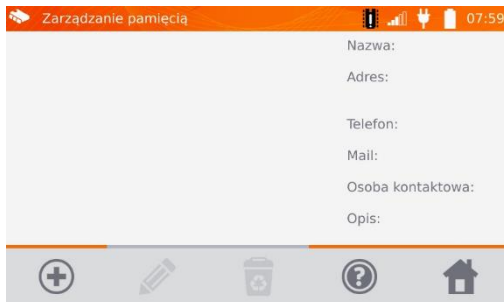 Zarządzanie pamięcią 07:59
Nazwa:
Adres:
Telefon:
Mail:
Osoba kontaktowa:
Opis: